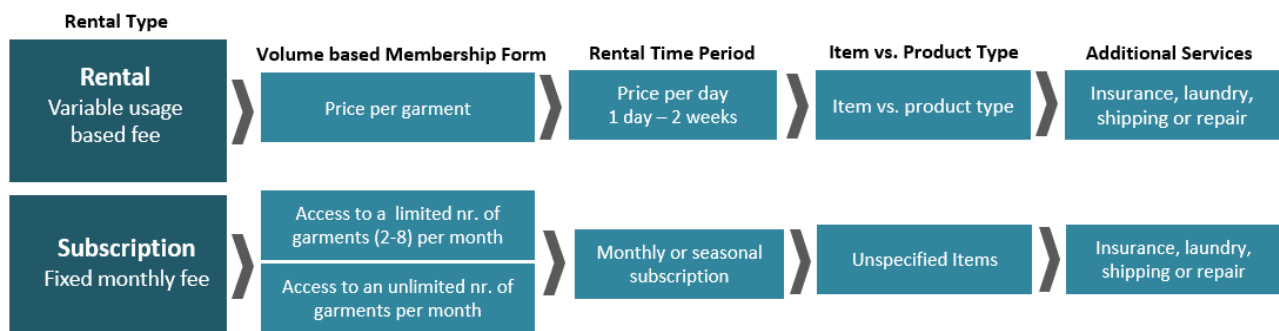 Rental Type
Volume based Membership Form
Rental Time Period
Item vs. Product Type
Additional Services
Rental
Variable usage
based fee
Price per garment
Price per day
1 day – 2 weeks
Item vs. product type
Insurance, laundry,
shipping or repair
Subscription
Fixed monthly fee
Access to a limited nr. of
garments (2-8) per month
Access to an unlimited nr. of
garments per month
Monthly or seasonal
subscription
Unspecified Items
Insurance, laundry,
shipping or repair